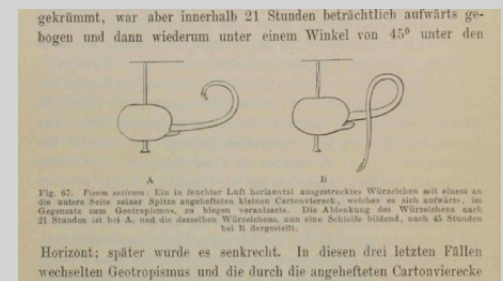 gekrümmt, war aber innerhalb 21 Stunden beträchtlich aufwärts ge-
bogen und dann wiederum unter einem Winkel von 45⁰ unter den
A
B
Fig. 67. Pisum sativum: Ein in feuchter Luft horizontal ausgestrecktes Würzelchen mit einem an
die untere Seite seiner Spitze angehefteten kleinen Cartonviereck, welches es sich aufwärts, im
Gegensatz zum Geotropismus, zu biegen veranlasste. Die Ablenkung des Würzelchens nach
21 Stunden ist bei A, und die desselben Würzelchens, nun eine Schleife bildend, nach 45 Stunden
bei B dargestellt.
Horizont; später wurde es senkrecht. In diesen drei letzten Fällen
wechselten Geotropismus und die durch die angehefteten Cartonvierecke